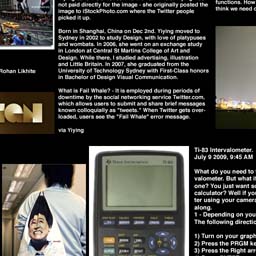 not paid directly for the image - she originally posted the
image to iStockPhoto.com where the Twitter people
picked it up.
Born in Shanghai, China on Dec 2nd. Yiying moved to
Sydney in 2002 to study Design, with love of platypuses
and wombats. In 2006, she went on an exchange study
in London at Central St Martins College of Art and
Design. While there, I studied advertising, illustration
and Little Britain. In 2007, she graduated from the
University of Technology Sydney with First-Class honors
in Bachelor of Design Visual Communication.
What is Fail Whale? - It is employed during periods of
downtime by the social networking service Twitter.com,
which allows users to submit and share brief messages
known colloquially as "tweets." When Twitter gets over-
loaded, users see the "Fail Whale" error message.
via Yiying
functions. How
think we need
Rohan Likhite
TEN
Texas Instruments TI-83
Ti-83 Intervalometer.
July 9 2009, 9:45 AM
What do you need to
valometer. But what i
one? You just want so
calculator? Well if you
ter using your camera
along.
1 - Depending on your
The following directio
1) Turn on your graph
2) Press the PRGM ke
3) Press the Right arr